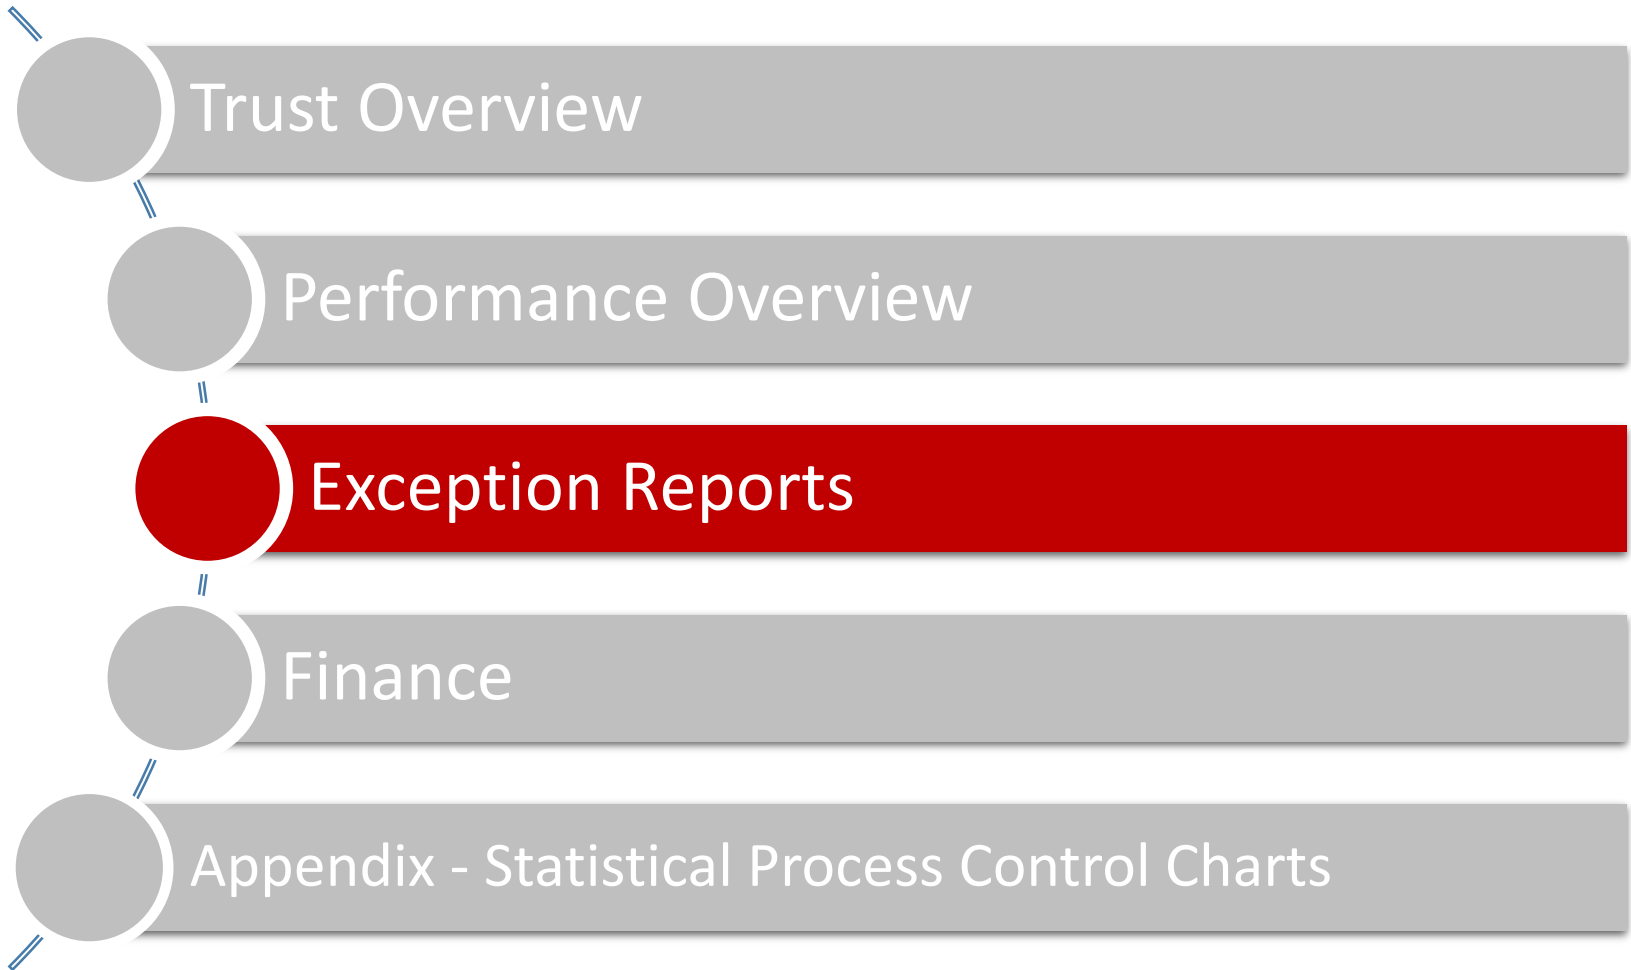 Trust Overview
Performance Overview
Exception Reports
Finance
Appendix - Statistical Process Control Charts